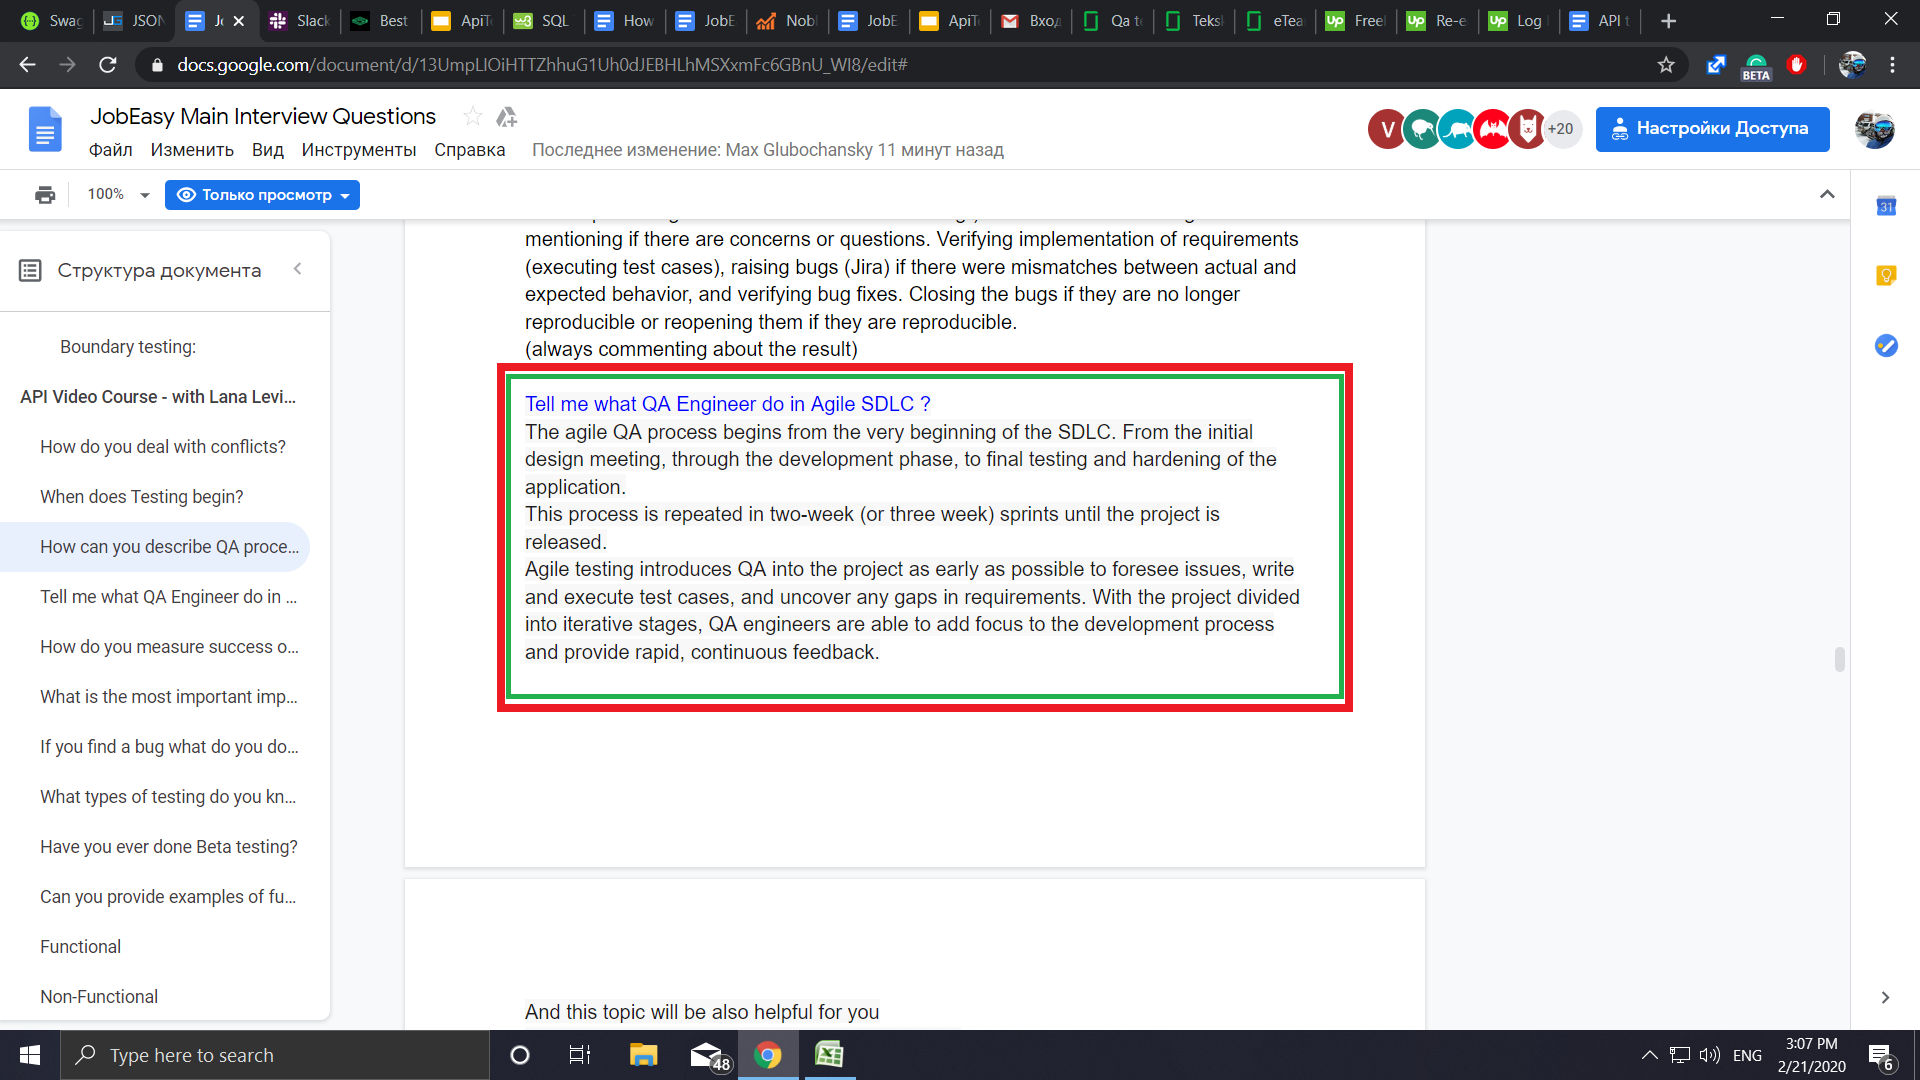 Swag
JSON
Slack
Best
ApiTe
SQL
How
JobE
Nobl
JobE
ApiTe
Вход
Qa te
Teks
eTea
Freel
Re-e
Log
API t
docs.google.com/document/d/13UmpLIOiHTTZhhuG1Uh0dJEBHLhMSXxmFc6GBnU_WI8/edit#
BETA
JobEasy Main Interview Questions
Файл Изменить Вид Инструменты Справка Последнее изменение: Max Glubochansky 11 минут назад
V
+20
Настройки Доступа
100%
Только просмотр
31
Структура документа
Boundary testing:
API Video Course - with Lana Levi...
How do you deal with conflicts?
When does Testing begin?
How can you describe QA proce...
Tell me what QA Engineer do in ...
How do you measure success o...
What is the most important imp...
If you find a bug what do you do...
What types of testing do you kn...
Have you ever done Beta testing?
Can you provide examples of fu...
Functional
Non-Functional
mentioning if there are concerns or questions. Verifying implementation of requirements
(executing test cases), raising bugs (Jira) if there were mismatches between actual and
expected behavior, and verifying bug fixes. Closing the bugs if they are no longer
reproducible or reopening them if they are reproducible.
(always commenting about the result)
Tell me what QA Engineer do in Agile SDLC ?
The agile QA process begins from the very beginning of the SDLC. From the initial
design meeting, through the development phase, to final testing and hardening of the
application.
This process is repeated in two-week (or three week) sprints until the project is
released.
Agile testing introduces QA into the project as early as possible to foresee issues, write
and execute test cases, and uncover any gaps in requirements. With the project divided
into iterative stages, QA engineers are able to add focus to the development process
and provide rapid, continuous feedback.
And this topic will be also helpful for you
Type here to search
48
ENG
3:07 PM
2/21/2020
6